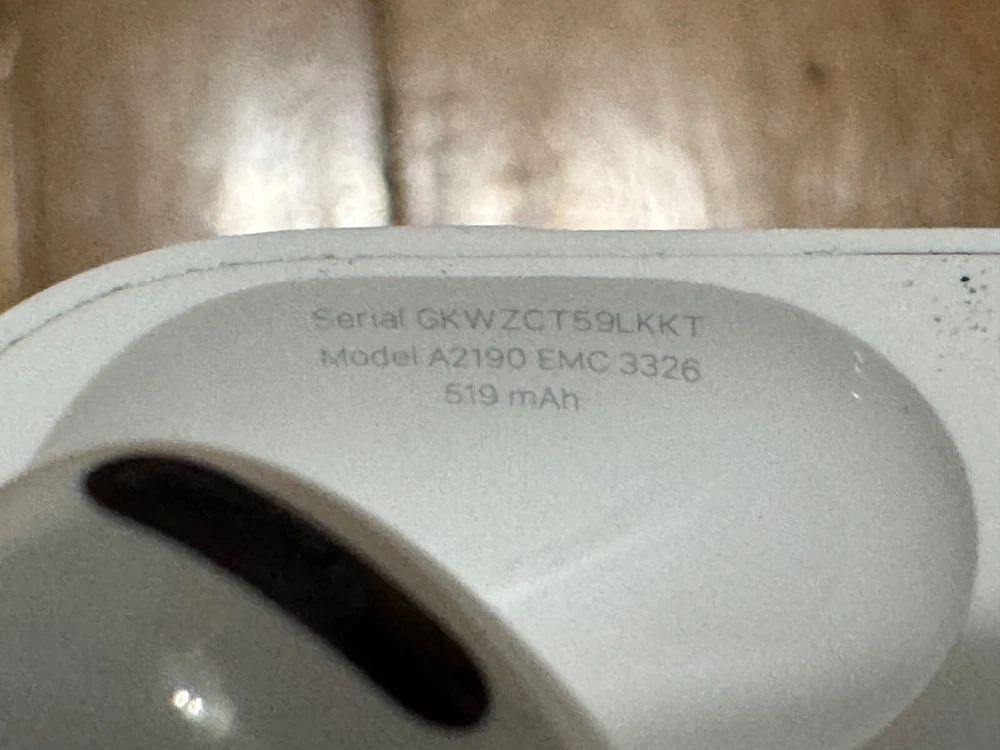 Serial GKWZCT59LKKT
Model A2190 EMC 3326
519 mAh